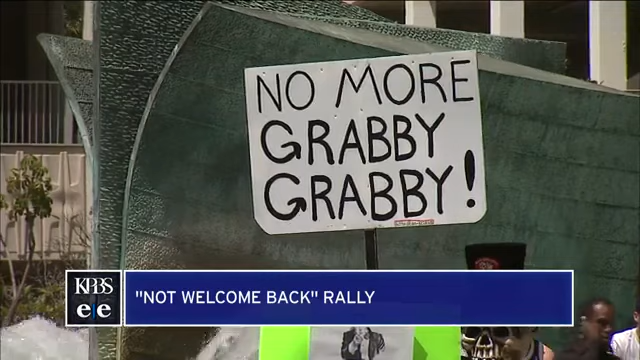 NO MORE
GRABBY
GRABBY!
KPBS
e|e
"NOT WELCOME BACK" RALLY